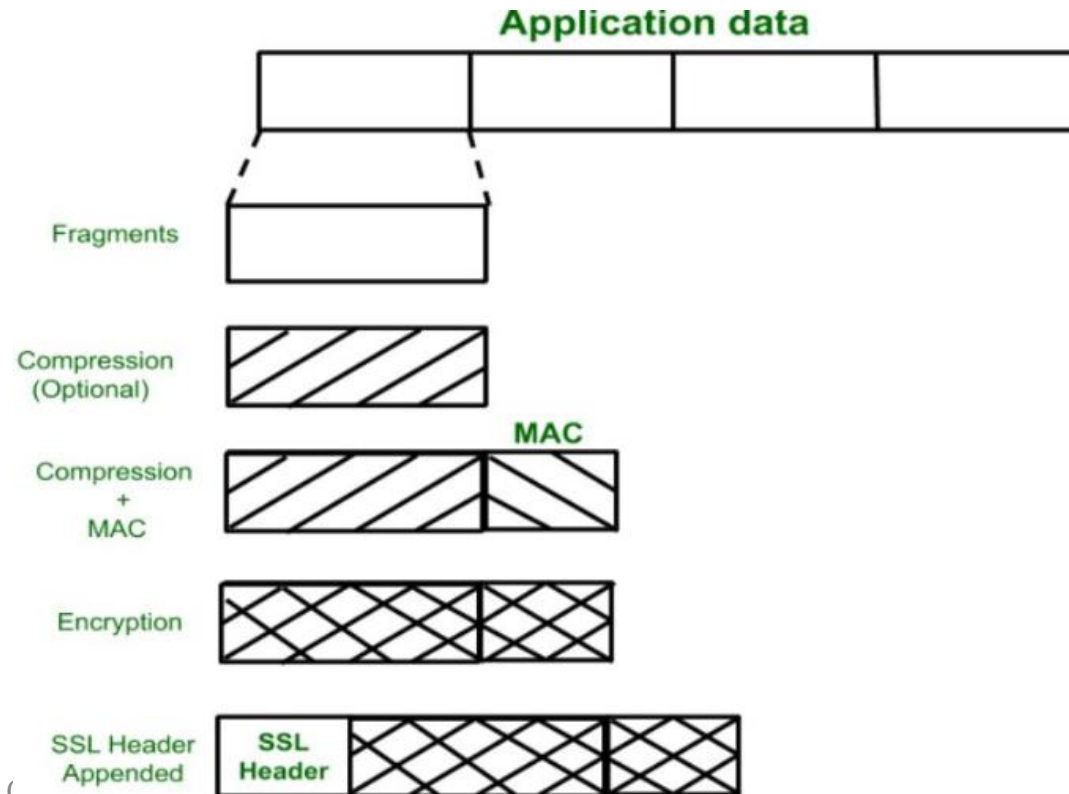 Application data
Fragments
Compression
(Optional)
MAC
Compression
+
MAC
Encryption
SSL Header
Appended
SSL
Header